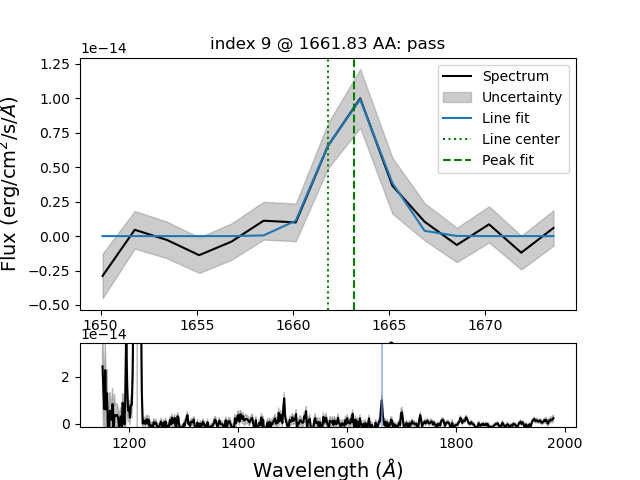 index 9 @ 1661.83 AA: pass
1e−14
Flux (erg/cm²/s/Å)
1.25
1.00
0.75
0.50
0.25
0.00
−0.25
−0.50
Spectrum
Uncertainty
Line fit
Line center
Peak fit
1650 1655 1660 1665 1670
1e−14
2
0
1200 1400 1600 1800 2000
Wavelength (Å)